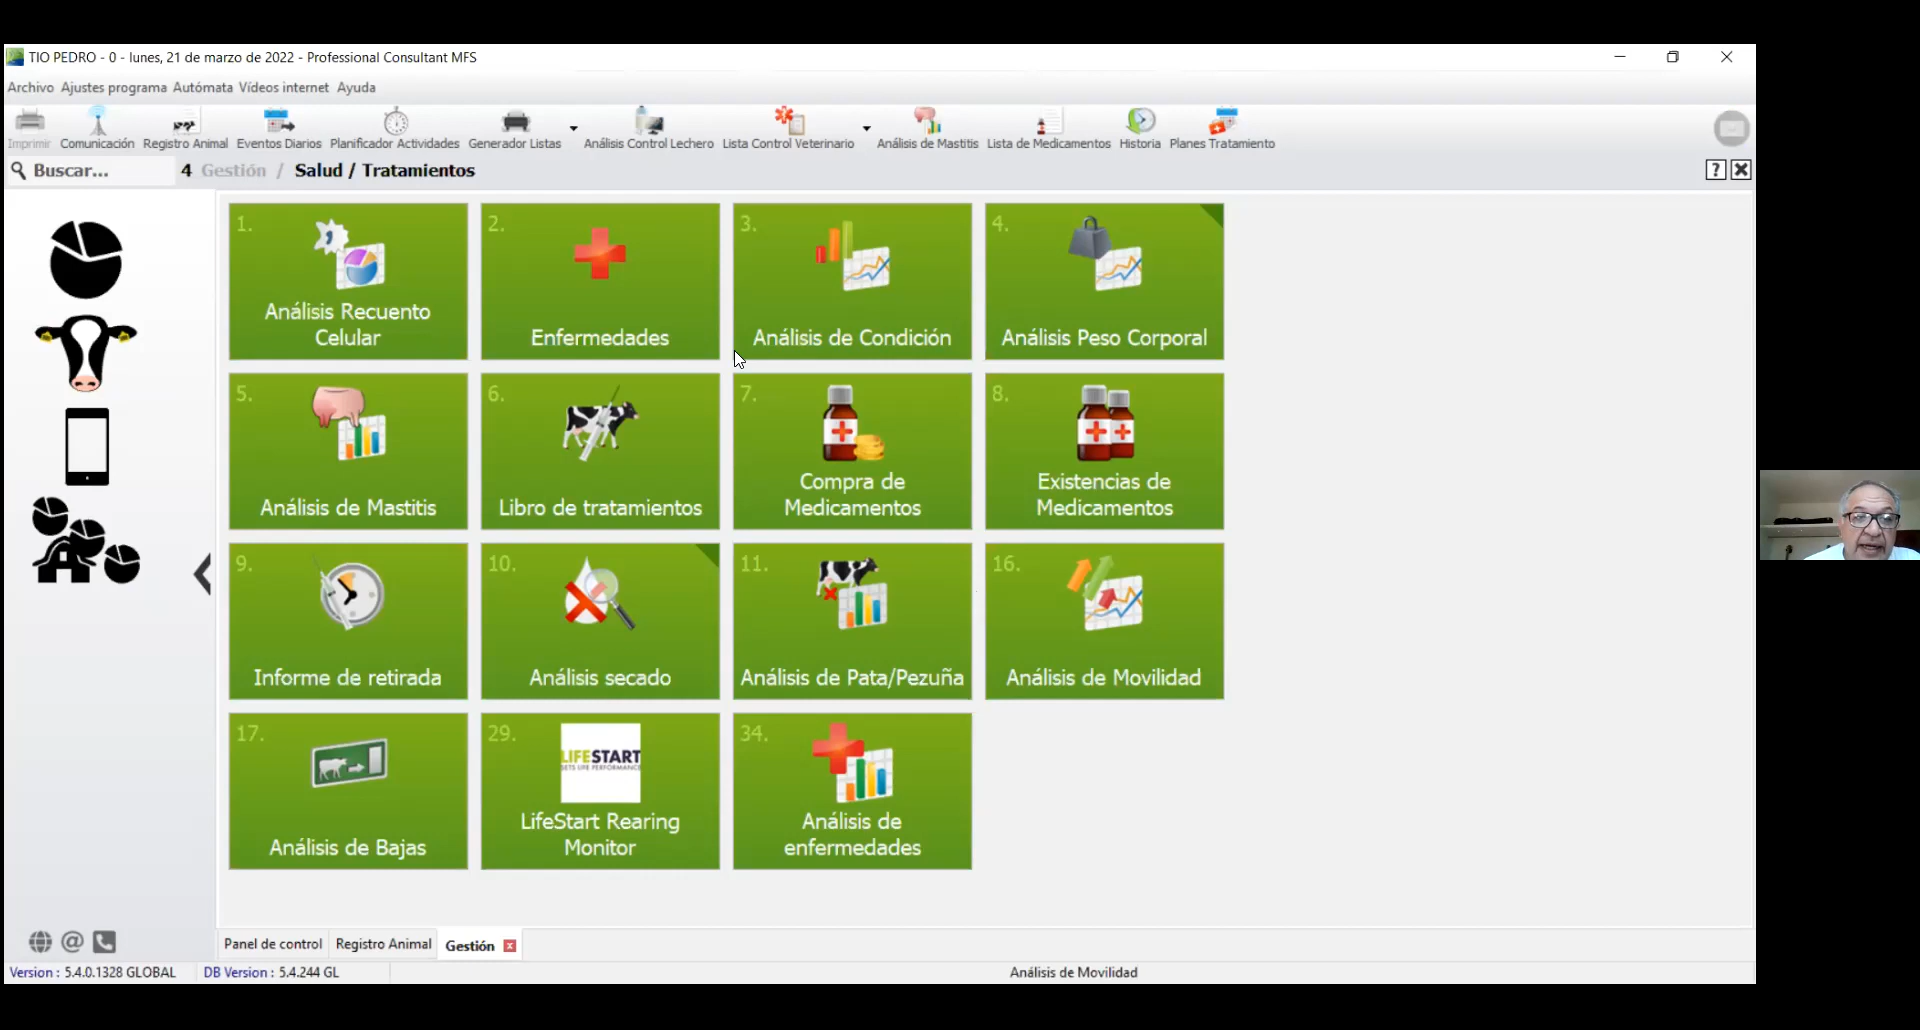 TIO PEDRO - 0 - lunes, 21 de marzo de 2022 - Professional Consultant MFS
Archivo Ajustes programa Autómata Vídeos internet Ayuda
Imprimir Comunicación Registro Animal Eventos Diarios Planificador Actividades Generador Listas Análisis Control Lechero Lista Control Veterinario Análisis de Mastitis Lista de Medicamentos Historia Planes Tratamiento
Buscar... 4 Gestión / Salud / Tratamientos ?
1. Análisis Recuento
Celular
2. Enfermedades
3. Análisis de Condición
4. Análisis Peso Corporal
5. Análisis de Mastitis
6. Libro de tratamientos
7. Compra de
Medicamentos
8. Existencias de
Medicamentos
9. Informe de retirada
10. Análisis secado
11. Análisis de Pata/Pezuña
16. Análisis de Movilidad
17. Análisis de Bajas
29. LIFESTART
SETS LIFE PERFORMANCE
LifeStart Rearing
Monitor
34. Análisis de
enfermedades
Panel de control Registro Animal Gestión
Version : 5.4.0.1328 GLOBAL DB Version : 5.4.244 GL Análisis de Movilidad